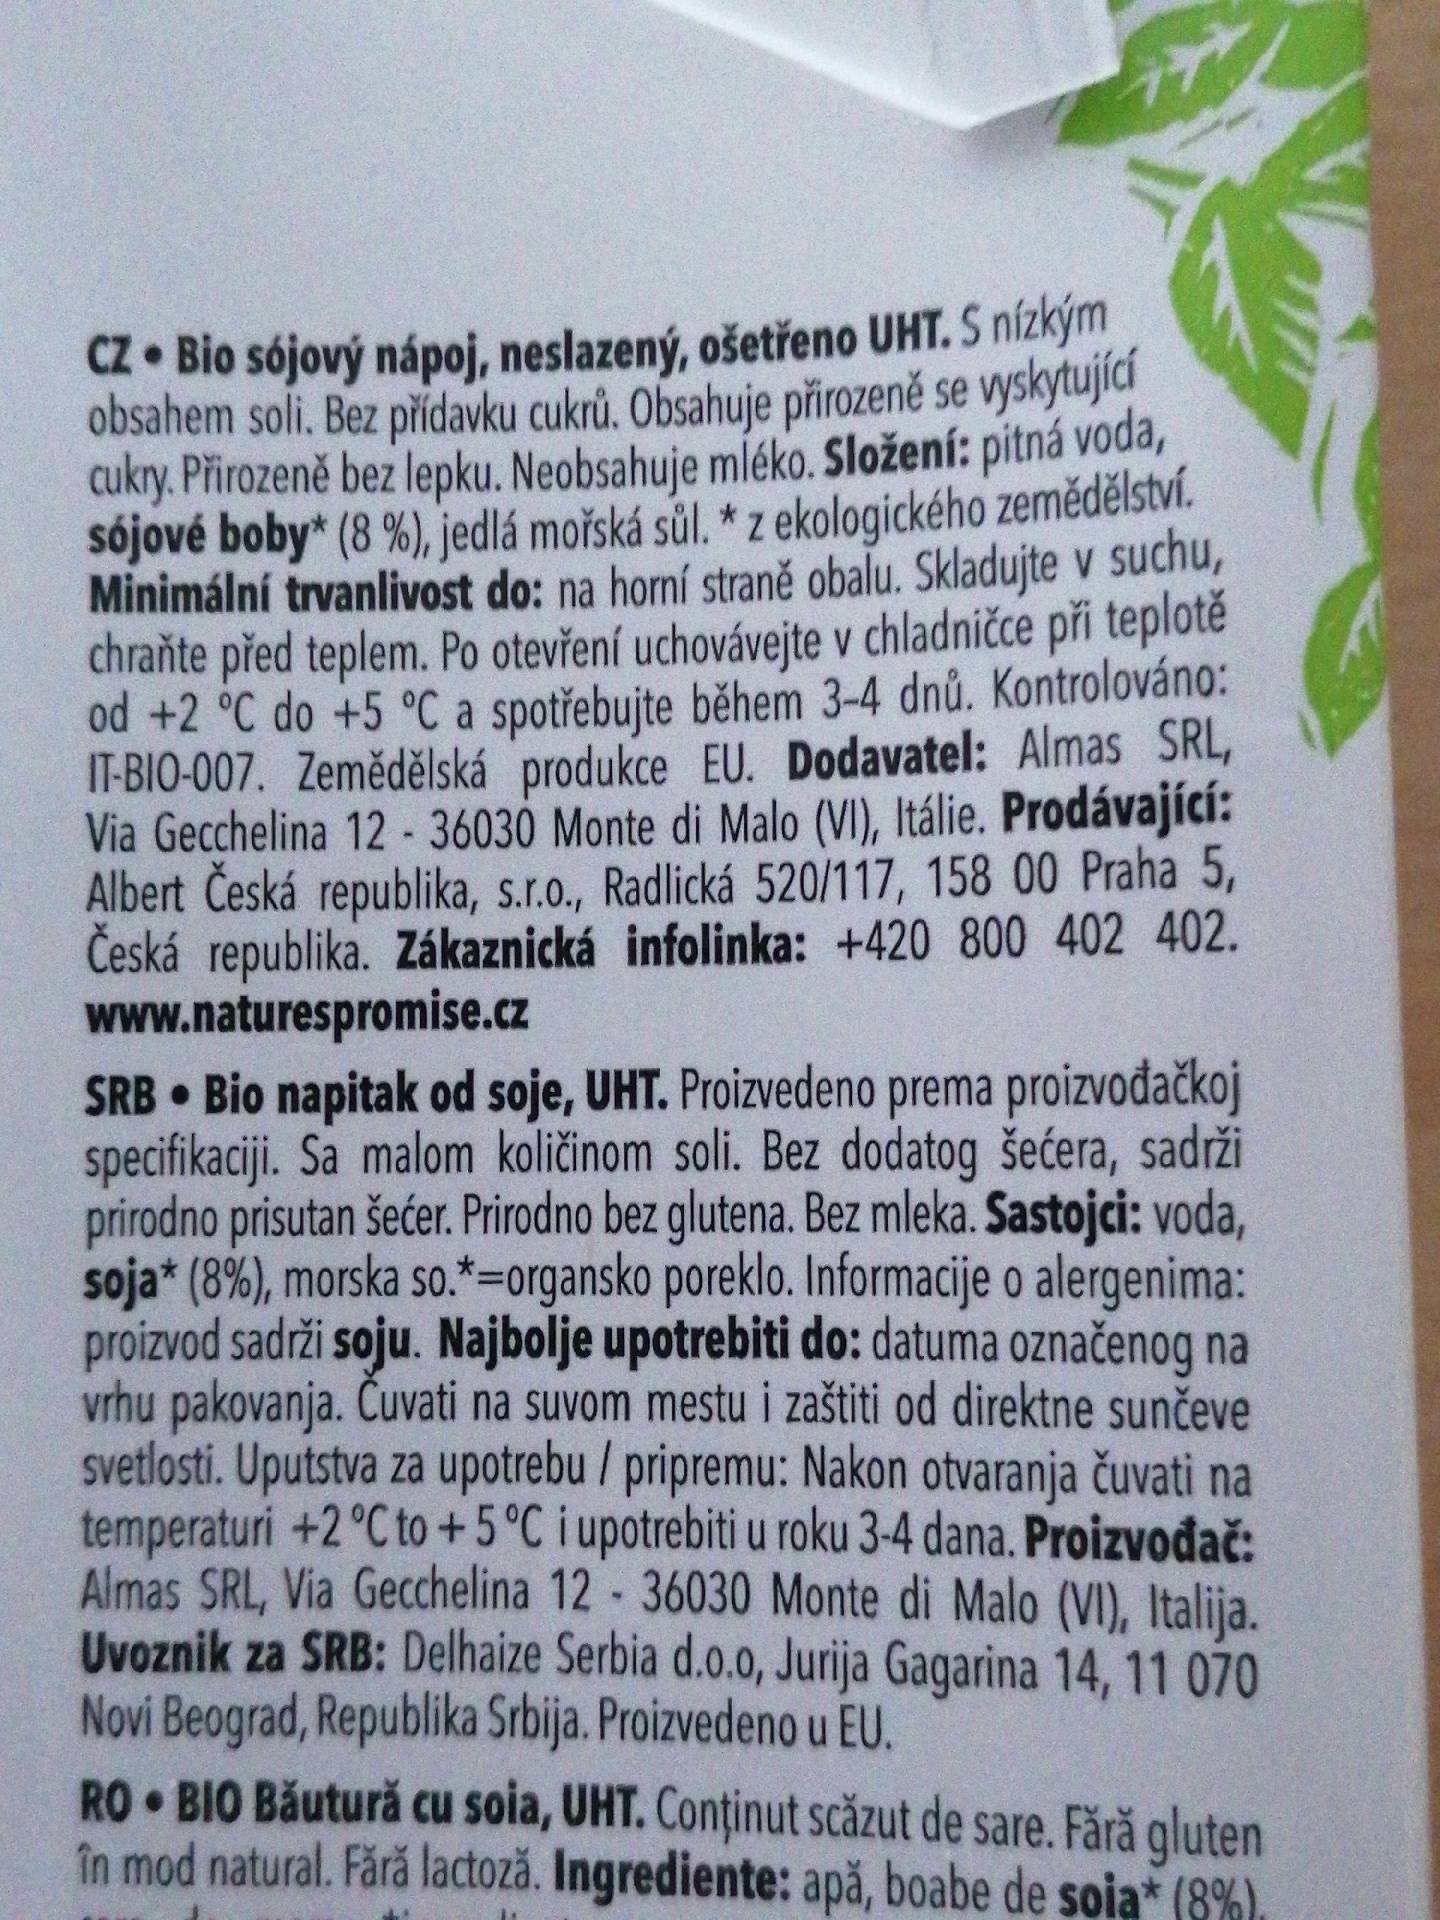 CZ • Bio sójový nápoj, neslazený, ošetřeno UHT. S nízkým
obsahem soli. Bez přídavku cukrů. Obsahuje přirozeně se vyskytující
cukry. Přirozeně bez lepku. Neobsahuje mléko. Složení: pitná voda,
sójové boby* (8 %), jedlá mořská sůl. * z ekologického zemědělství.
Minimální trvanlivost do: na horní straně obalu. Skladujte v suchu,
chraňte před teplem. Po otevření uchovávejte v chladničce při teplotě
od +2 °C do +5 °C a spotřebujte během 3–4 dnů. Kontrolováno:
IT-BIO-007. Zemědělská produkce EU. Dodavatel: Almas SRL,
Via Gecchelina 12 - 36030 Monte di Malo (VI), Itálie. Prodávající:
Albert Česká republika, s.r.o., Radlická 520/117, 158 00 Praha 5,
Česká republika. Zákaznická infolinka: +420 800 402 402.
www.naturespromise.cz
SRB • Bio napitak od soje, UHT. Proizvedeno prema proizvođačkoj
specifikaciji. Sa malom količinom soli. Bez dodatog šećera, sadrži
prirodno prisutan šećer. Prirodno bez glutena. Bez mleka. Sastojci: voda,
soja* (8%), morska so.*=organsko poreklo. Informacije o alergenima:
proizvod sadrži soju. Najbolje upotrebiti do: datuma označenog na
vrhu pakovanja. Čuvati na suvom mestu i zaštiti od direktne sunčeve
svetlosti. Uputstva za upotrebu / pripremu: Nakon otvaranja čuvati na
temperaturi +2 °C to + 5 °C i upotrebiti u roku 3-4 dana. Proizvođač:
Almas SRL, Via Gecchelina 12 - 36030 Monte di Malo (VI), Italija.
Uvoznik za SRB: Delhaize Serbia d.o.o, Jurija Gagarina 14, 11 070
Novi Beograd, Republika Srbija. Proizvedeno u EU.
RO • BIO Băutură cu soia, UHT. Conținut scăzut de sare. Fără gluten
în mod natural. Fără lactoză. Ingrediente: apă, boabe de soia* (8%),